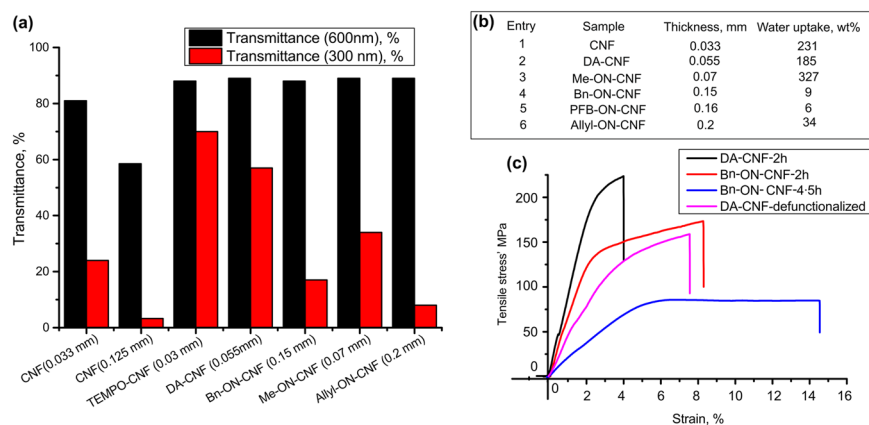 (a)
Transmittance (600nm), %
Transmittance (300 nm), %
100
80
60
40
20
0
Transmittance, %
CNF(0.033 mm)
CNF(0.125 mm)
TEMPO-CNF (0.03 mm)
DA-CNF (0.055mm)
Bn-ON-CNF (0.15 mm)
Me-ON-CNF (0.07 mm)
Allyl-ON-CNF (0.2 mm)
(b)
Entry Sample Thickness, mm Water uptake, wt%
1 CNF 0.033 231
2 DA-CNF 0.055 185
3 Me-ON-CNF 0.07 327
4 Bn-ON-CNF 0.15 9
5 PFB-ON-CNF 0.16 6
6 Allyl-ON-CNF 0.2 34
(c)
DA-CNF-2h
Bn-ON-CNF-2h
Bn-ON- CNF-4·5h
DA-CNF-defunctionalized
200
150
100
50
0
Tensile stress' MPa
0 2 4 6 8 10 12 14 16
Strain, %